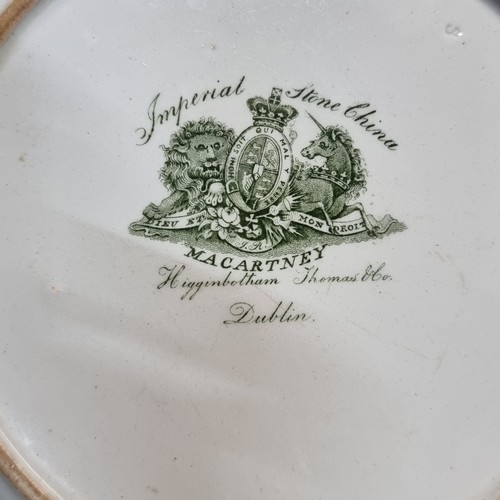 Imperial Stone China
HONI SOIT QUI MAL Y PENSE
DIEU ET MON DROIT
J.R.
MACARTNEY
Higginbotham Thomas & Co.
Dublin.